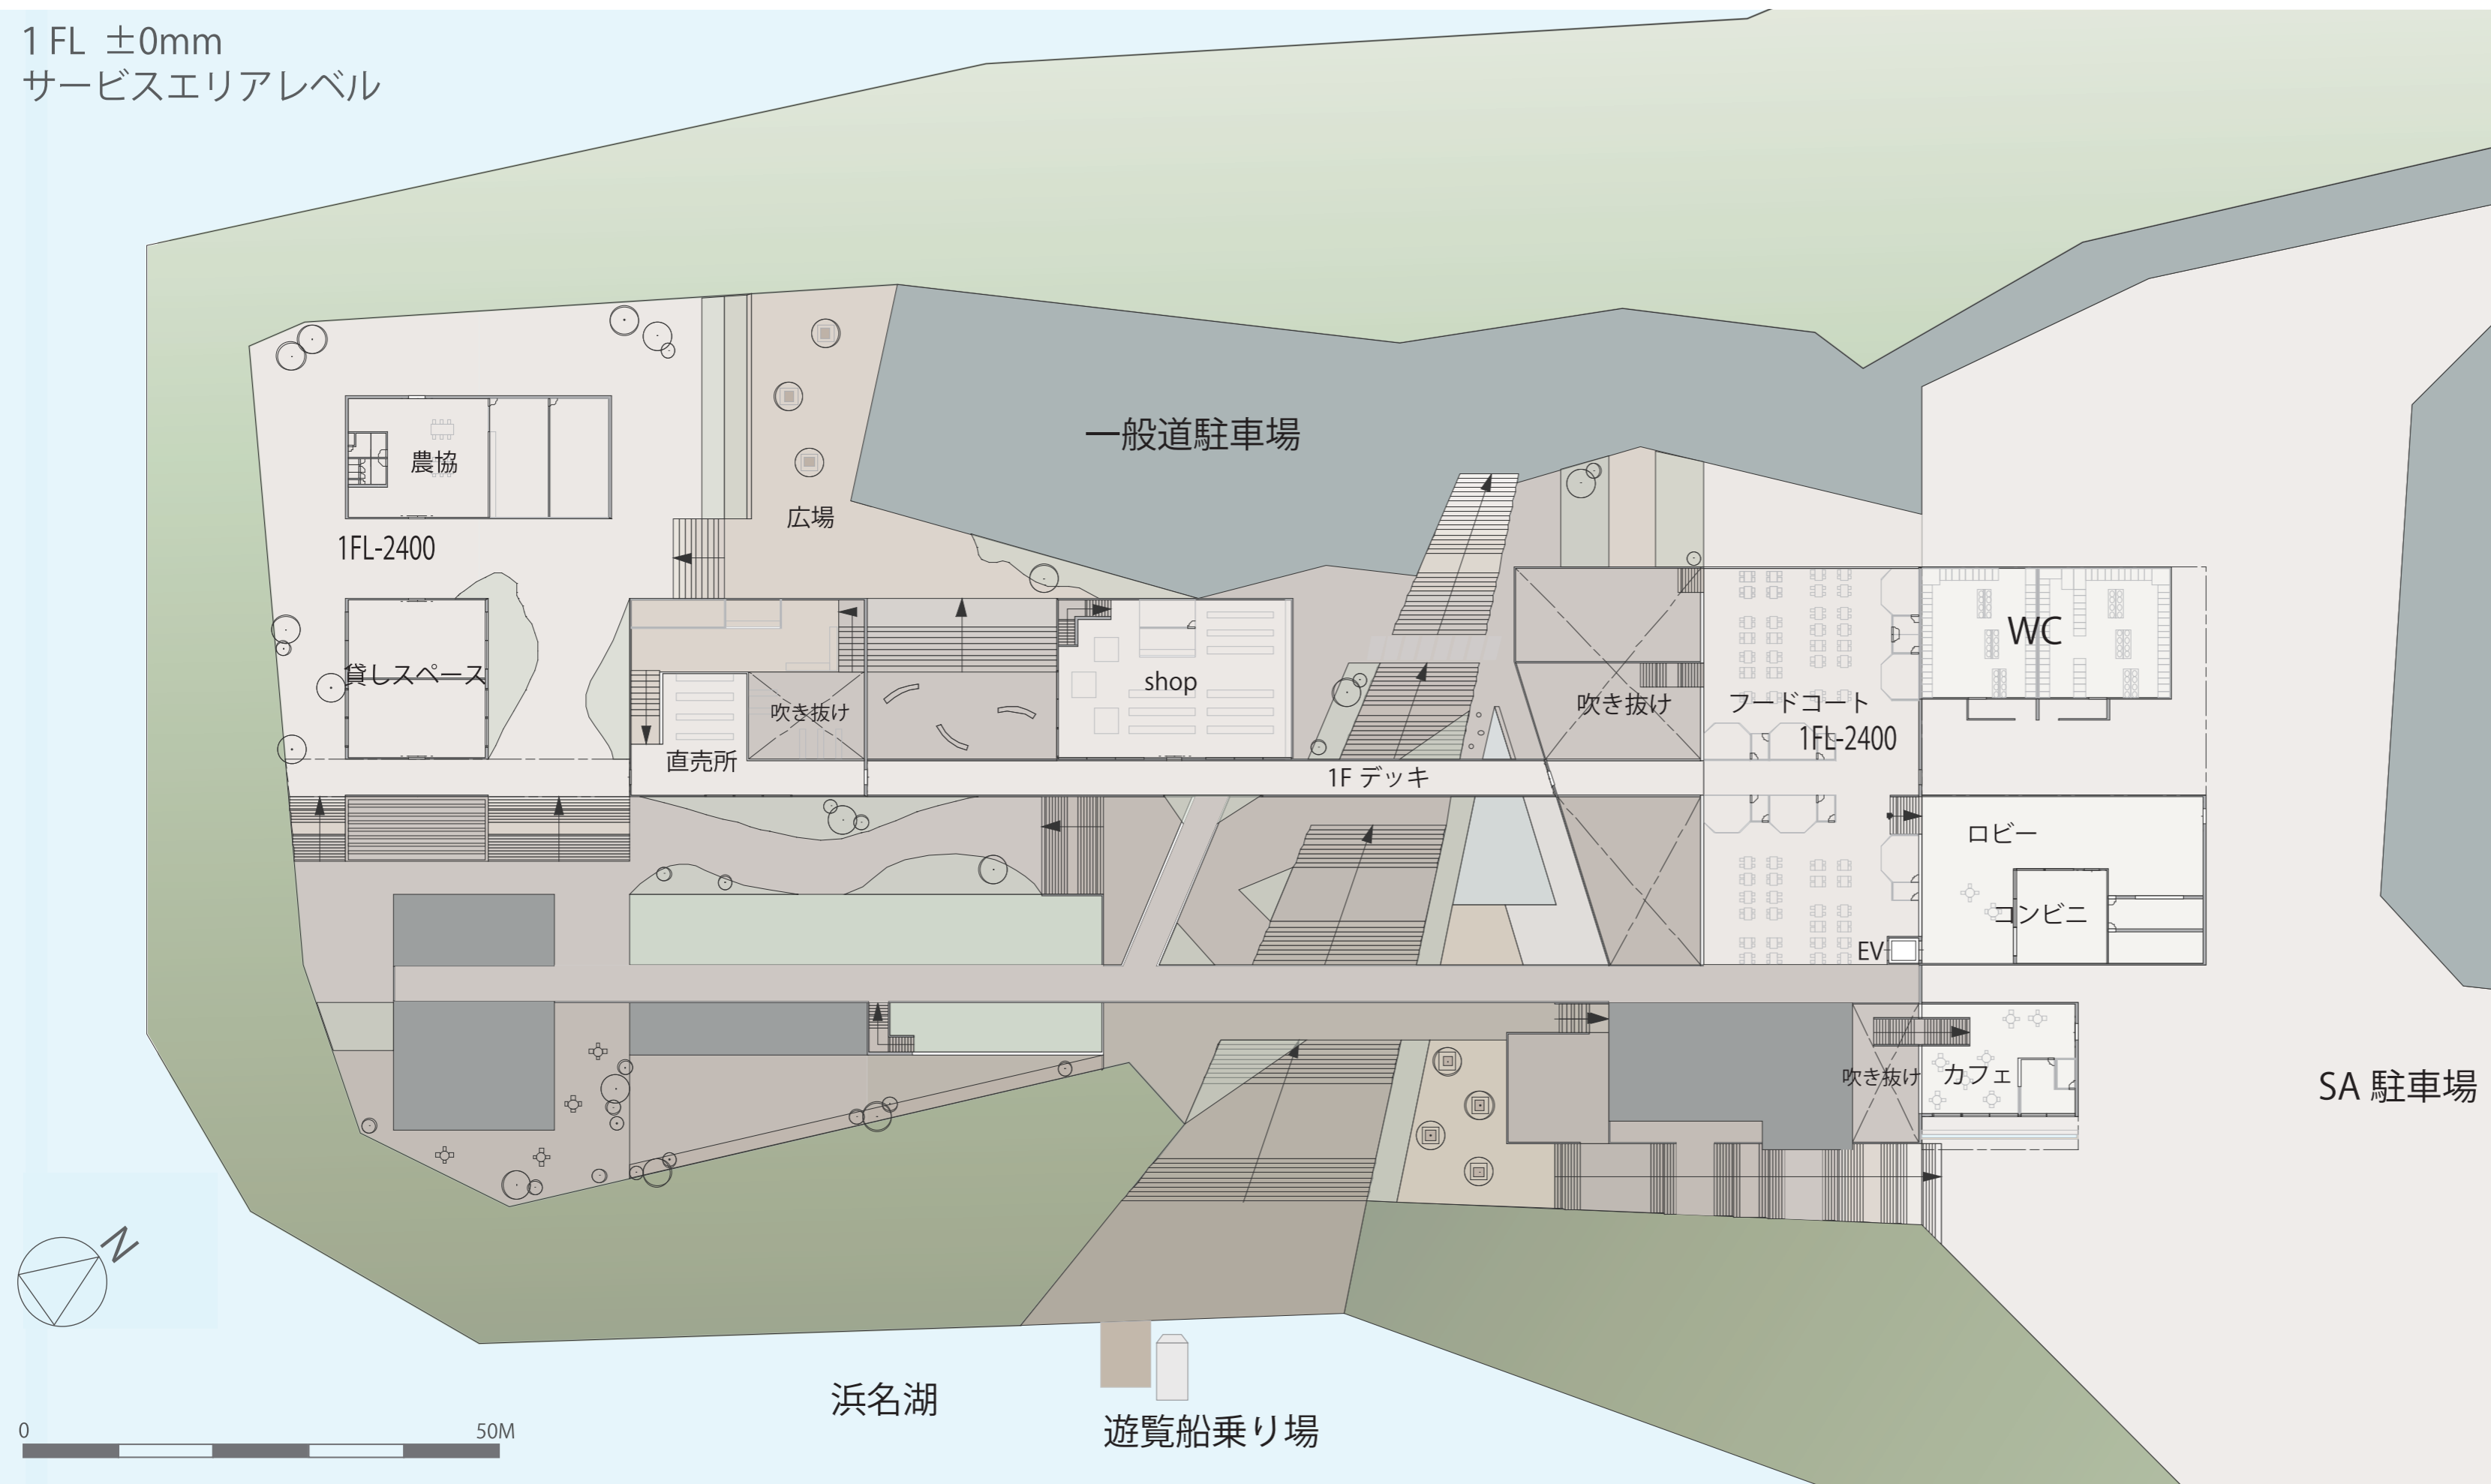 1 FL ±0mm
サービスエリアレベル
一般道駐車場
農協
広場
1FL-2400
WC
貸しスペース
shop
吹き抜け
吹き抜け
フードコート
1FL-2400
直売所
1F デッキ
ロビー
コンビニ
EV
吹き抜け
カフェ
SA 駐車場
N
浜名湖
遊覧船乗り場
0
50M